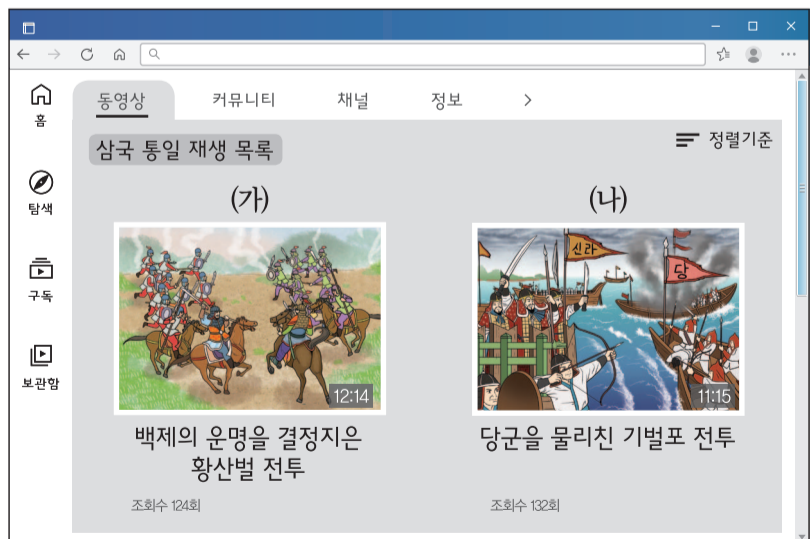 동영상 커뮤니티 채널 정보
홈
삼국 통일 재생 목록
정렬기준
탐색
구독
보관함
(가)
신라
당
12:14
11:15
(나)
백제의 운명을 결정지은
황산벌 전투
조회수 124회
당군을 물리친 기벌포 전투
조회수 132회